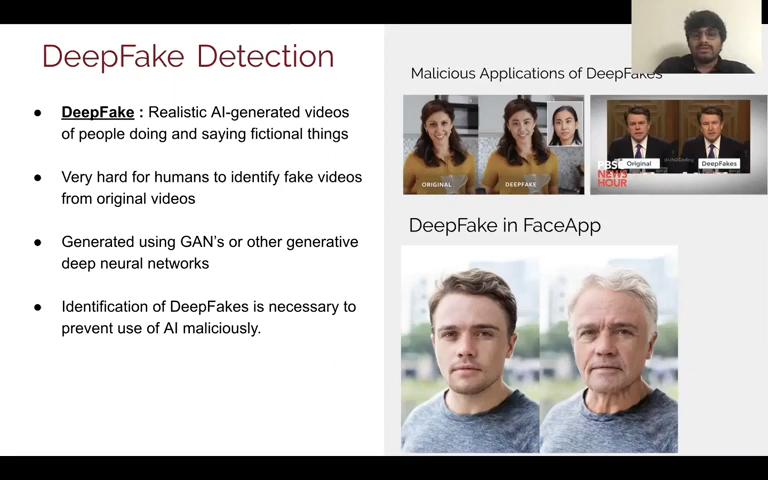 DeepFake Detection
● DeepFake : Realistic AI-generated videos
of people doing and saying fictional things
● Very hard for humans to identify fake videos
from original videos
● Generated using GAN's or other generative
deep neural networks
● Identification of DeepFakes is necessary to
prevent use of AI maliciously.
Malicious Applications of DeepFakes
ORIGINAL
DEEPFAKE
Original
DeepFakes
PBS
NEWS
HOUR
DeepFake in FaceApp